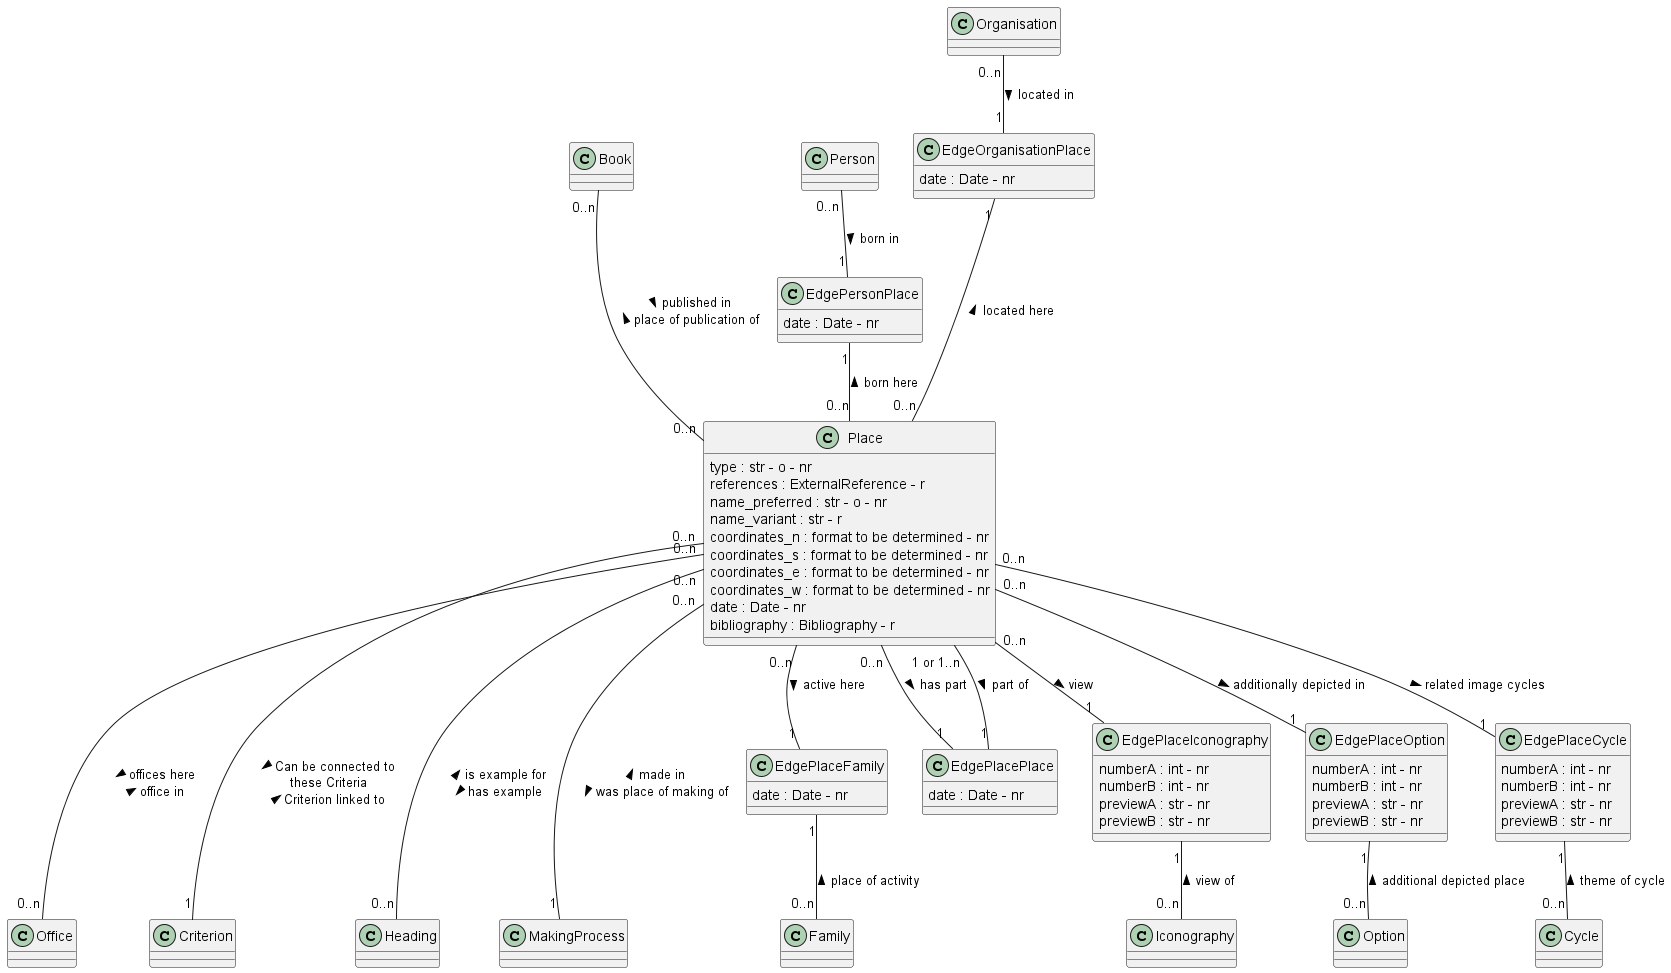 C Organisation
0..n
located in
1
C EdgeOrganisationPlace
date : Date - nr
1
C Book
0..n
C Person
0..n
born in
1
C EdgePersonPlace
date : Date - nr
1
published in
place of publication of
located here
born here
0..n
0..n
0..n
C Place
type : str - o - nr
references : ExternalReference - r
name_preferred : str - o - nr
name_variant : str - r
coordinates_n : format to be determined - nr
coordinates_s : format to be determined - nr
coordinates_e : format to be determined - nr
coordinates_w : format to be determined - nr
date : Date - nr
bibliography : Bibliography - r
0..n
0..n
0..n
0..n
0..n
0..n
0..n
0..n
0..n
1 or 1..n
active here
has part
part of
view
additionally depicted in
related image cycles
1
1
1
1
1
1
offices here
office in
Can be connected to
these Criteria
Criterion linked to
is example for
has example
made in
was place of making of
C EdgePlaceFamily
date : Date - nr
1
C EdgePlacePlace
date : Date - nr
C EdgePlaceIconography
numberA : int - nr
numberB : int - nr
previewA : str - nr
previewB : str - nr
1
C EdgePlaceOption
numberA : int - nr
numberB : int - nr
previewA : str - nr
previewB : str - nr
1
C EdgePlaceCycle
numberA : int - nr
numberB : int - nr
previewA : str - nr
previewB : str - nr
1
place of activity
view of
additional depicted place
theme of cycle
0..n
1
0..n
1
0..n
0..n
0..n
0..n
C Office
C Criterion
C Heading
C MakingProcess
C Family
C Iconography
C Option
C Cycle